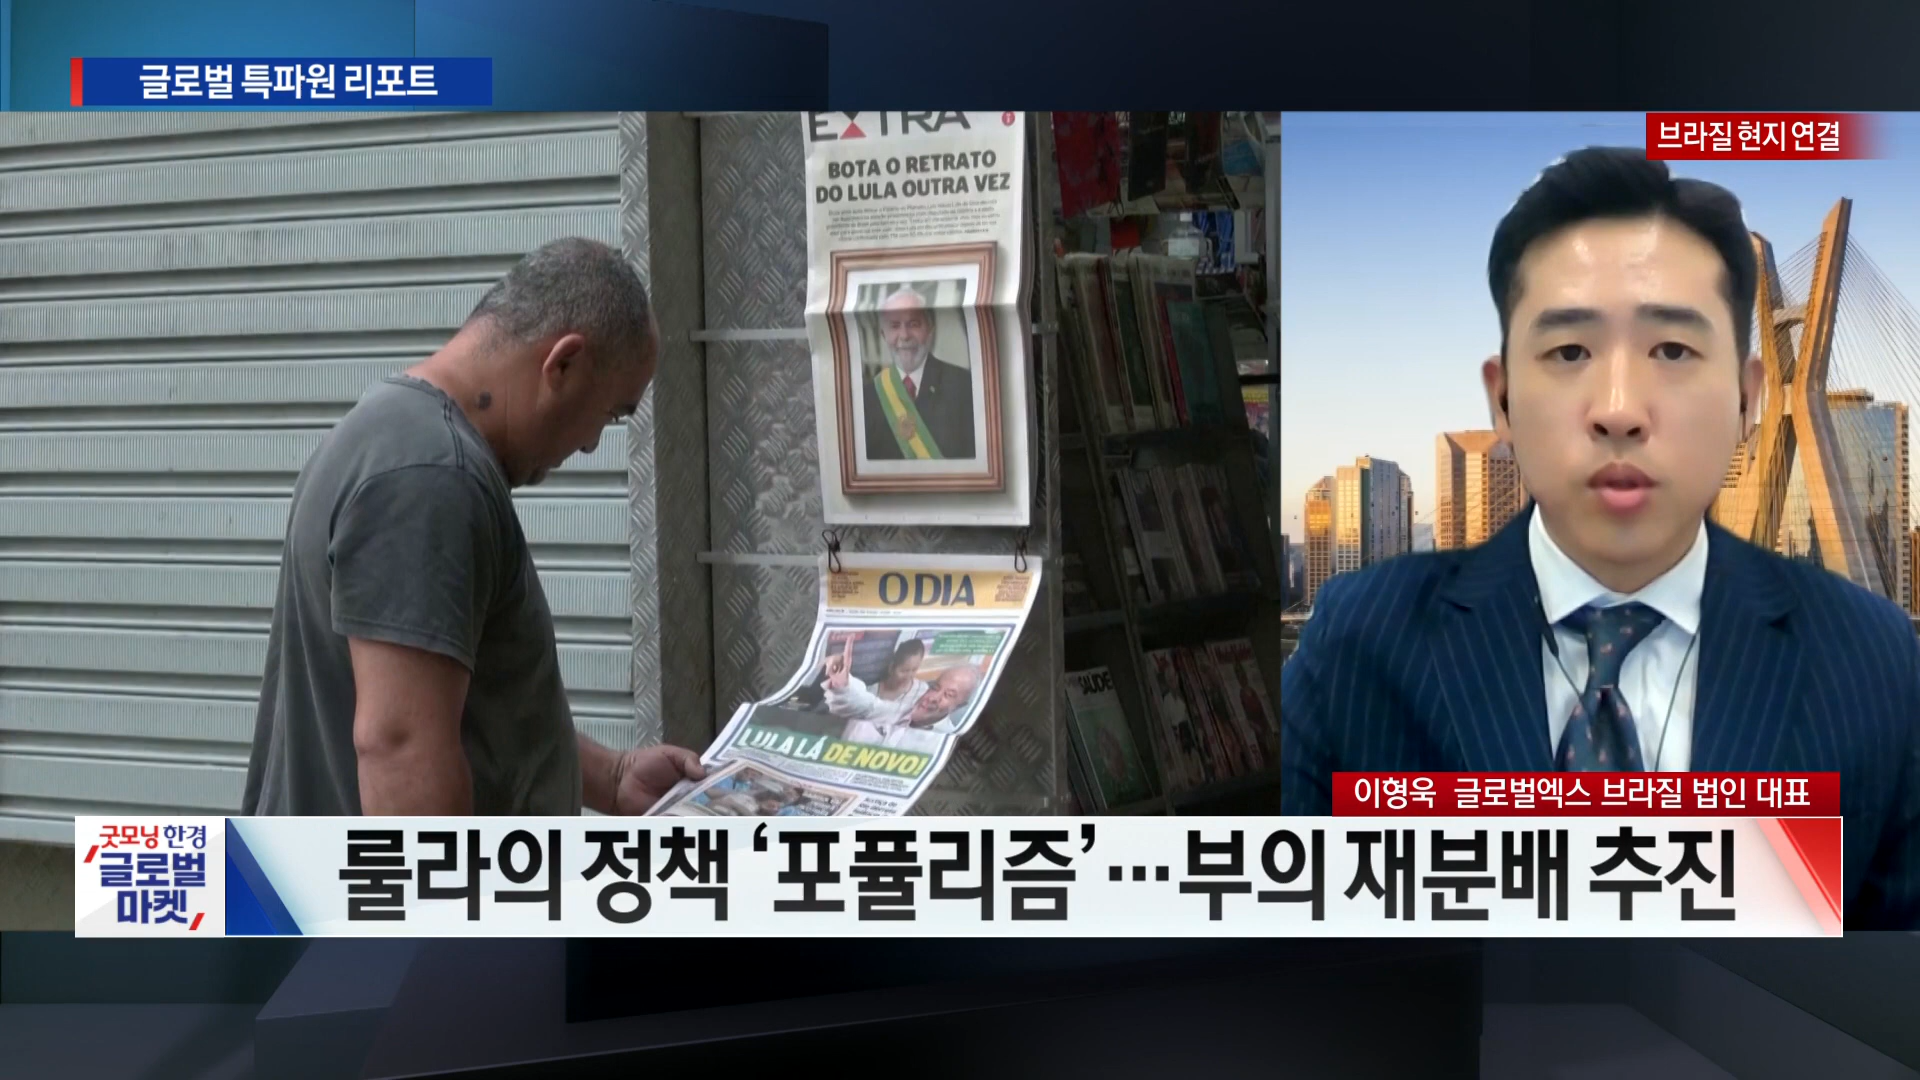 글로벌 특파원 리포트
브라질 현지 연결
EXTRA
BOTA O RETRATO
DO LULA OUTRA VEZ
O DIA
LULA LÁ DE NOVO!
SAÚDE
이형욱 글로벌엑스 브라질 법인 대표
굿모닝 한경
글로벌
마켓
룰라의 정책 ‘포퓰리즘’…부의 재분배 추진